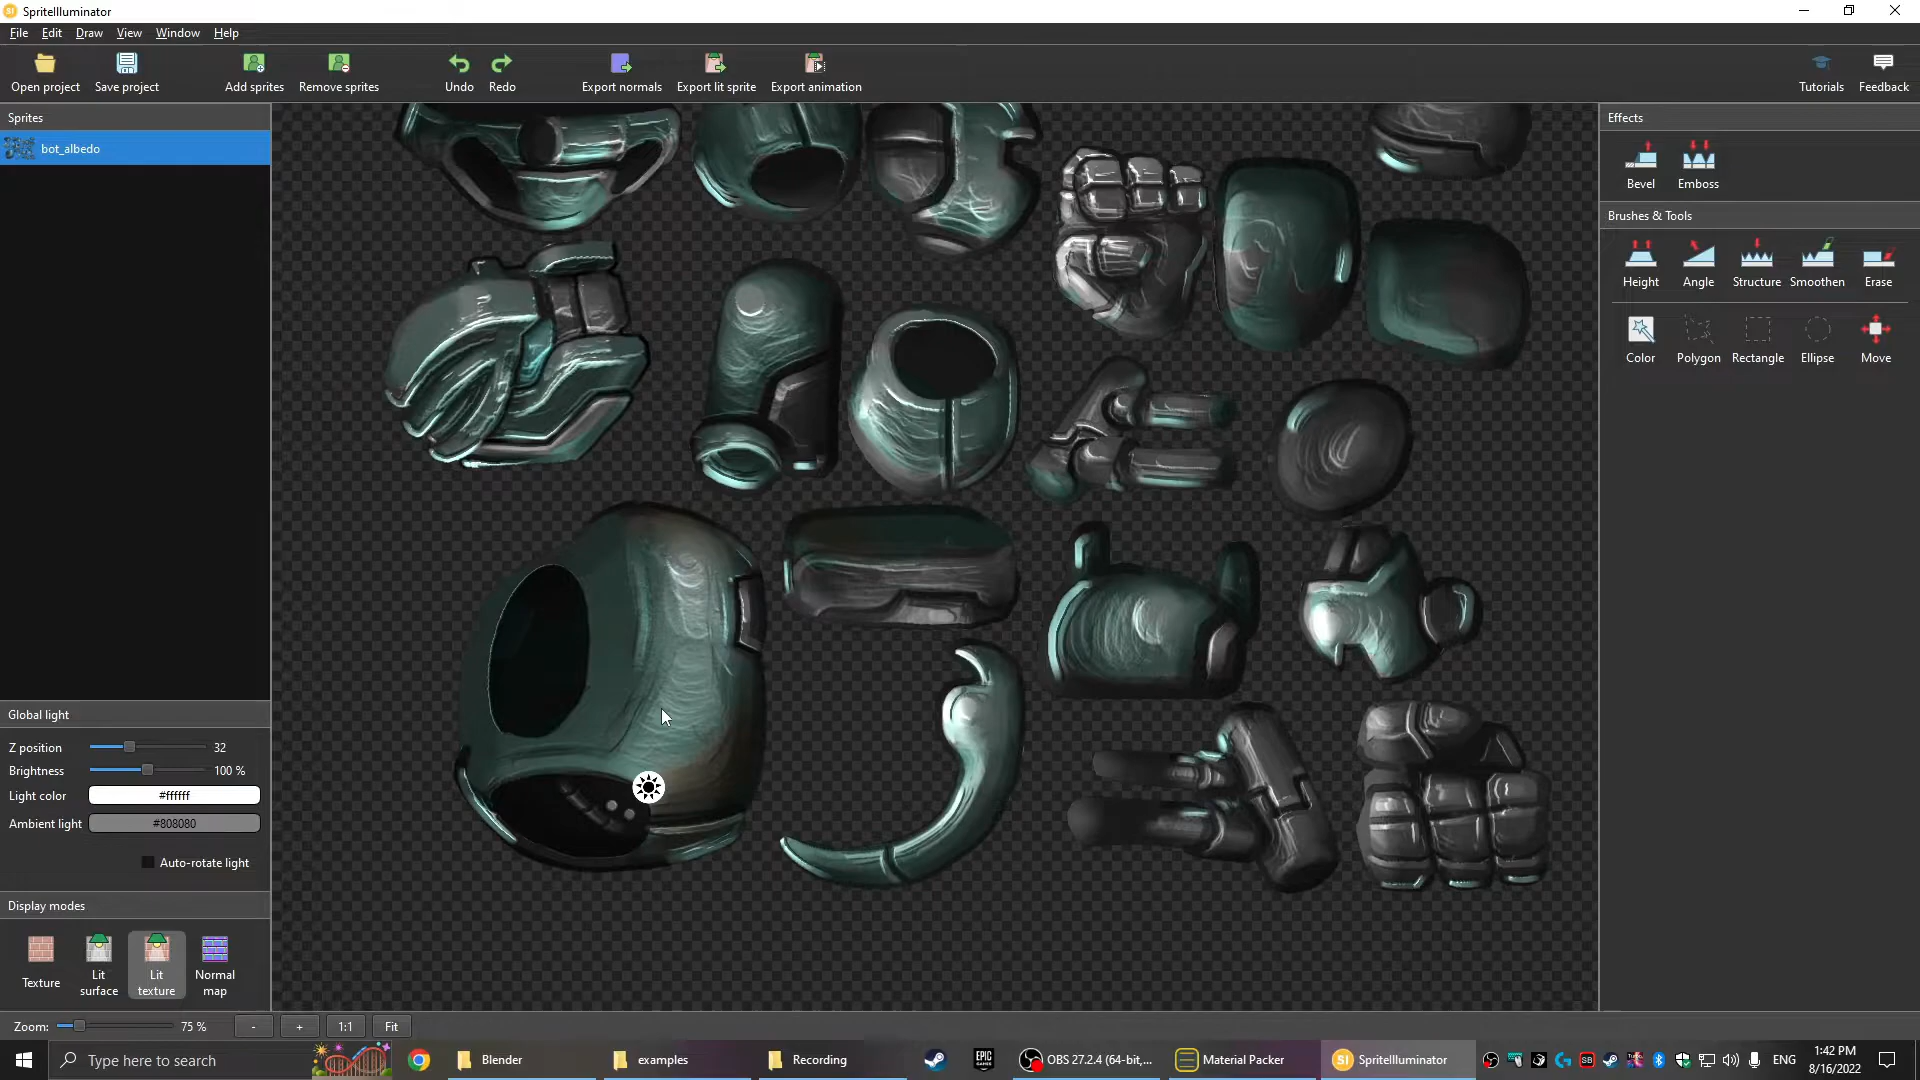 SpriteIlluminator
File Edit Draw View Window Help
Open project Save project Add sprites Remove sprites Undo Redo Export normals Export lit sprite Export animation Tutorials Feedback
Sprites
bot_albedo
Global light
Z position 32
Brightness 100 %
Light color #ffffff
Ambient light #808080
Auto-rotate light
Display modes
Texture Lit surface Lit texture Normal map
Zoom: 75 % - + 1:1 Fit
Effects
Bevel Emboss
Brushes & Tools
Height Angle Structure Smoothen Erase
Color Polygon Rectangle Ellipse Move
Type here to search Blender examples Recording EPIC GAMES OBS 27.2.4 (64-bit,... Material Packer SI SpriteIlluminator SB ENG 1:42 PM
8/16/2022